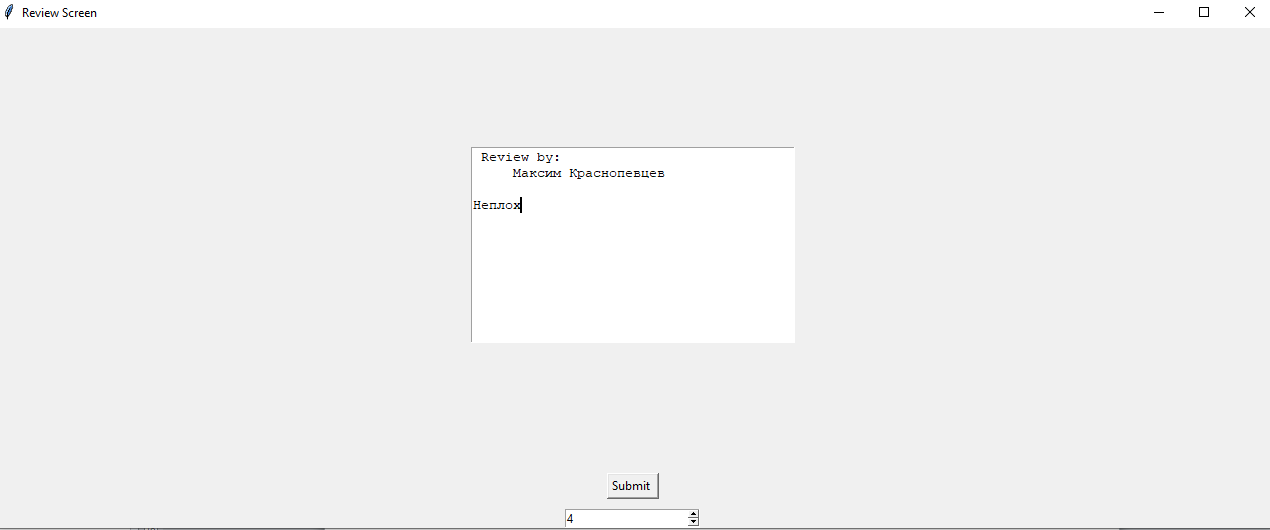 Review Screen
Review by:
Максим Краснопевцев
Неплох
Submit
4